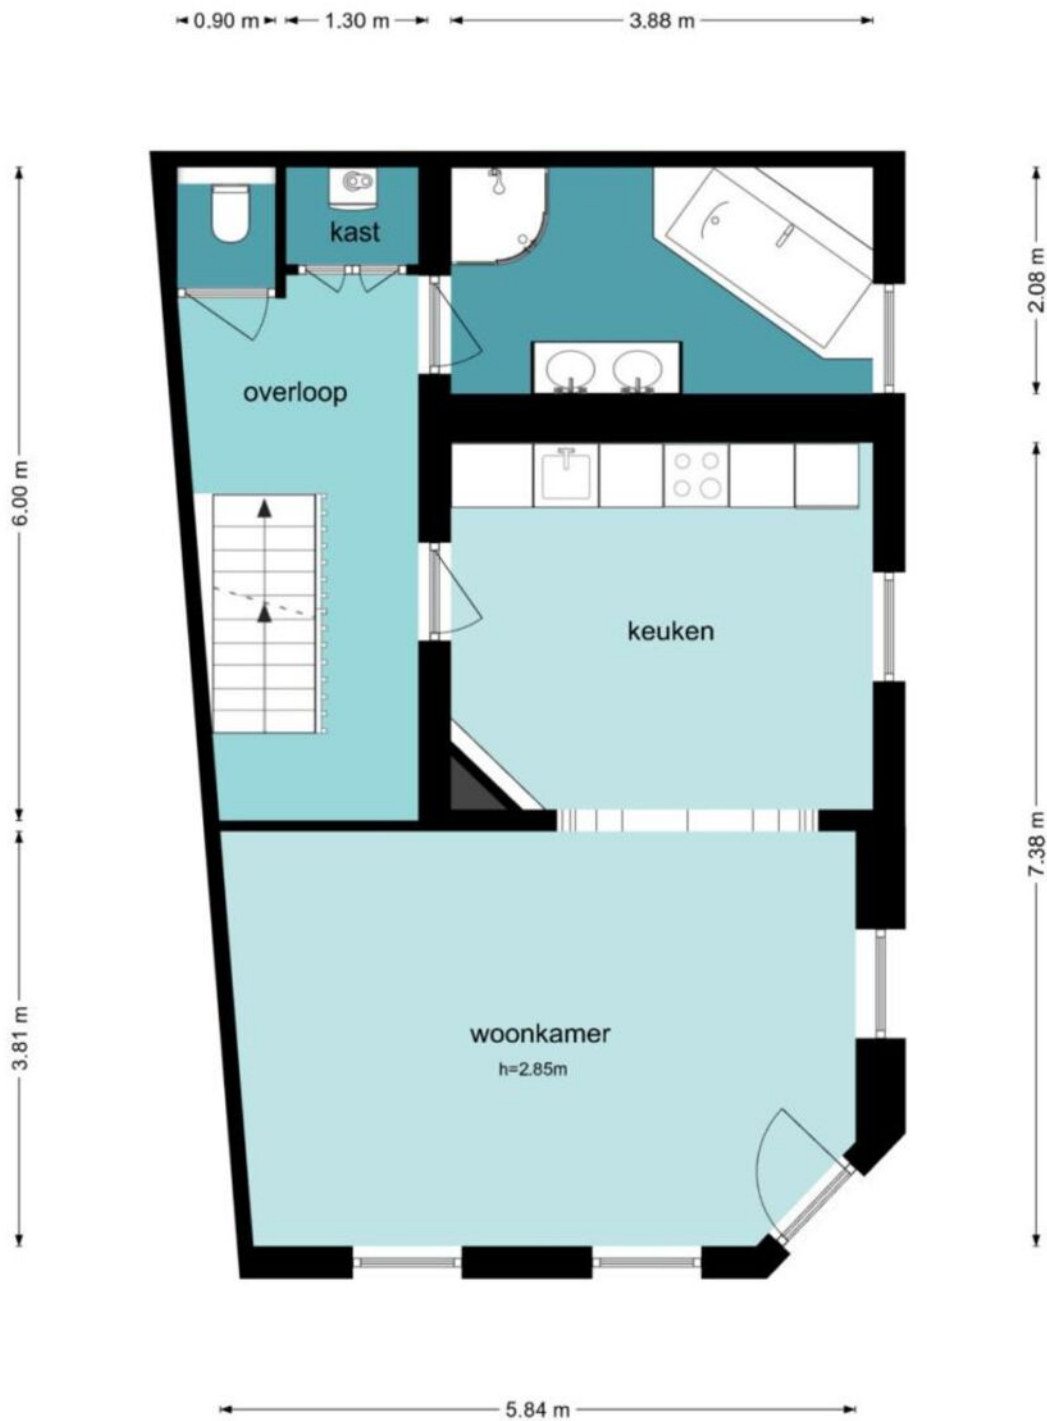 0.90 m
1.30 m
3.88 m
kast
2.08 m
overloop
6.00 m
keuken
7.38 m
woonkamer
h=2.85m
3.81 m
5.84 m